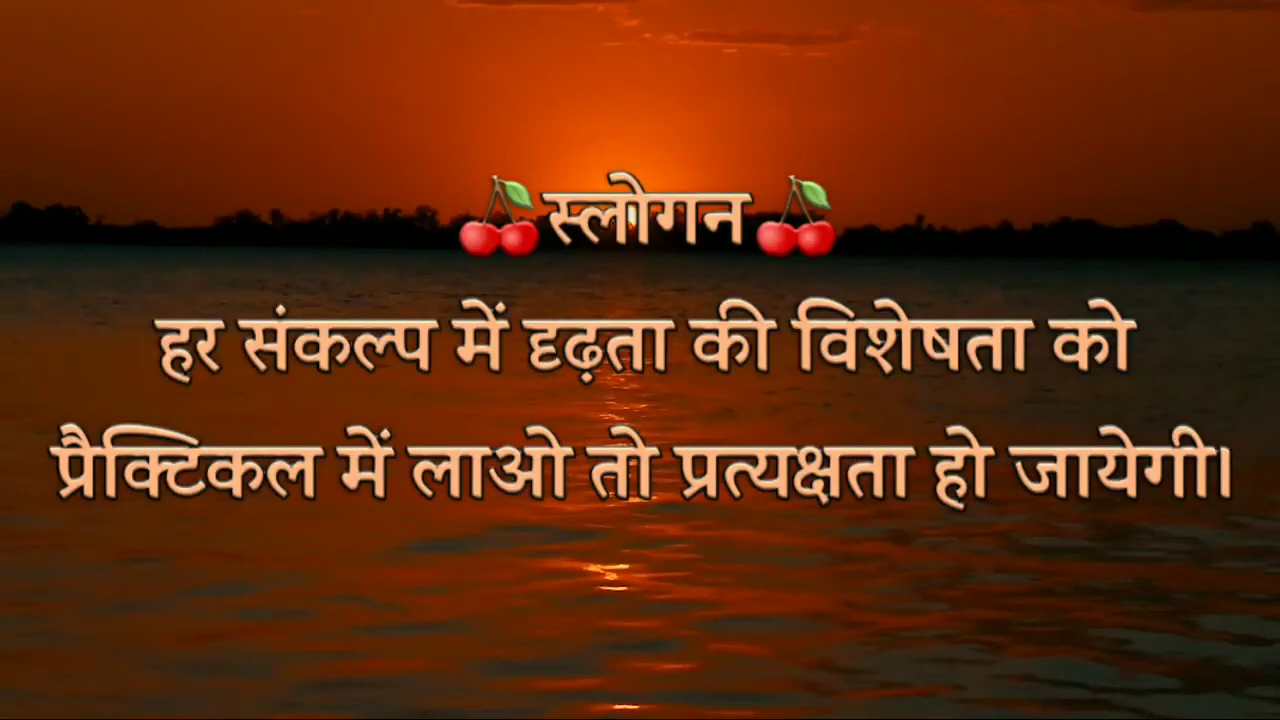 🍒स्लोगन🍒
हर संकल्प में दृढ़ता की विशेषता को
प्रैक्टिकल में लाओ तो प्रत्यक्षता हो जायेगी।